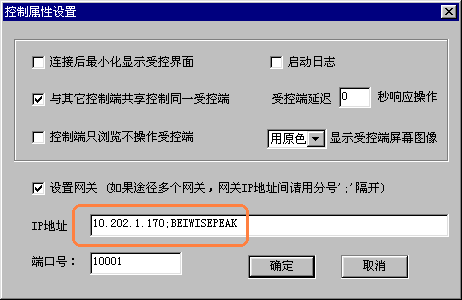 控制属性设置
连接后最小化显示受控界面 启动日志
与其它控制端共享控制同一受控端 受控端延迟 0 秒响应操作
控制端只浏览不操作受控端 用原色 显示受控端屏幕图像
设置网关 (如果途径多个网关,网关IP地址间请用分号';'隔开)
IP地址 10.202.1.170;BEIWISEPEAK
端口号: 10001 确定 取消